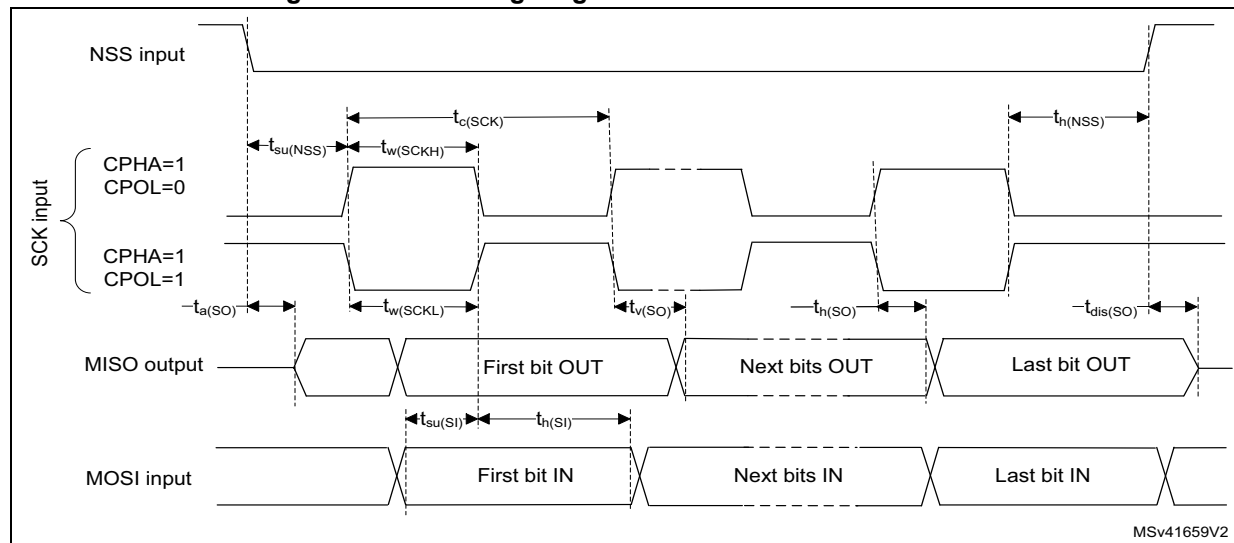 NSS input
tc(SCK)
th(NSS)
tsu(NSS)
tw(SCKH)
CPHA=1
CPOL=0
SCK input
CPHA=1
CPOL=1
ta(SO)
tw(SCKL)
tv(SO)
th(SO)
tdis(SO)
MISO output
First bit OUT
Next bits OUT
Last bit OUT
tsu(SI)
th(SI)
MOSI input
First bit IN
Next bits IN
Last bit IN
MSv41659V2